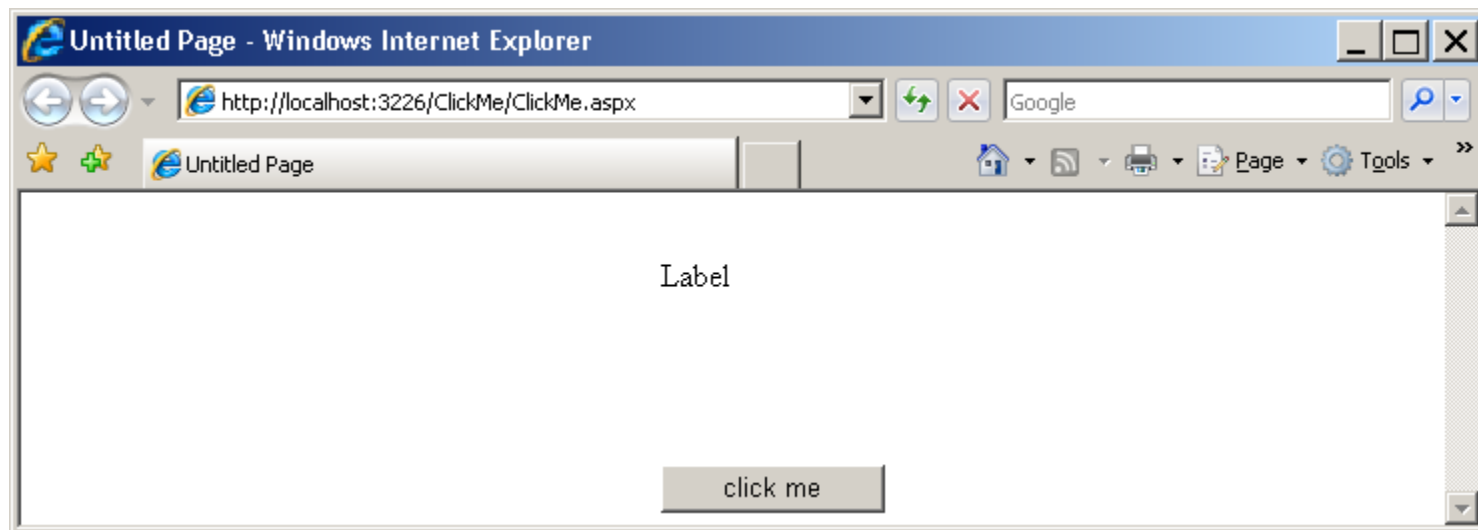 Untitled Page - Windows Internet Explorer
http://localhost:3226/ClickMe/ClickMe.aspx
Google
Untitled Page
Page
Tools
»
Label
click me